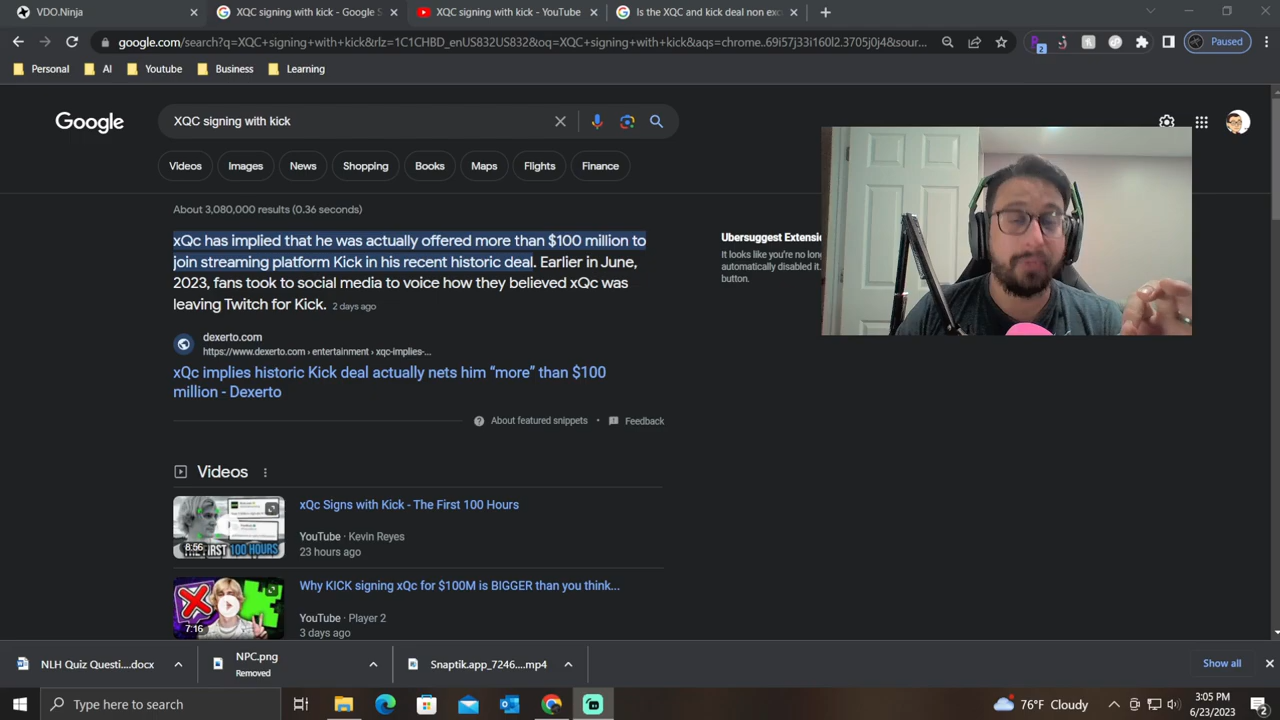 VDO.Ninja
XQC signing with kick - Google S
XQC signing with kick - YouTube
Is the XQC and kick deal non exc
google.com/search?q=XQC+signing+with+kick&rlz=1C1CHBD_enUS832US832&oq=XQC+signing+with+kick&aqs=chrome..69i57j33i160l2.3705j0j4&sour...
2
Paused
Personal
AI
Youtube
Business
Learning
Google
XQC signing with kick
Videos
Images
News
Shopping
Books
Maps
Flights
Finance
About 3,080,000 results (0.36 seconds)
xQc has implied that he was actually offered more than $100 million to
join streaming platform Kick in his recent historic deal. Earlier in June,
2023, fans took to social media to voice how they believed xQc was
leaving Twitch for Kick. 2 days ago
Ubersuggest Extensio
It looks like you're no long
automatically disabled it.
button.
dexerto.com
https://www.dexerto.com › entertainment › xqc-implies-...
xQc implies historic Kick deal actually nets him “more” than $100
million - Dexerto
About featured snippets
•
Feedback
Videos
xQc Signs with Kick - The First 100 Hours
YouTube · Kevin Reyes
23 hours ago
THE FIRST 100 HOURS
6:56
Why KICK signing xQc for $100M is BIGGER than you think...
YouTube · Player 2
3 days ago
7:16
NLH Quiz Questi....docx
NPC.png
Removed
Snaptik.app_7246....mp4
Show all
Type here to search
76°F Cloudy
3:05 PM
6/23/2023
2